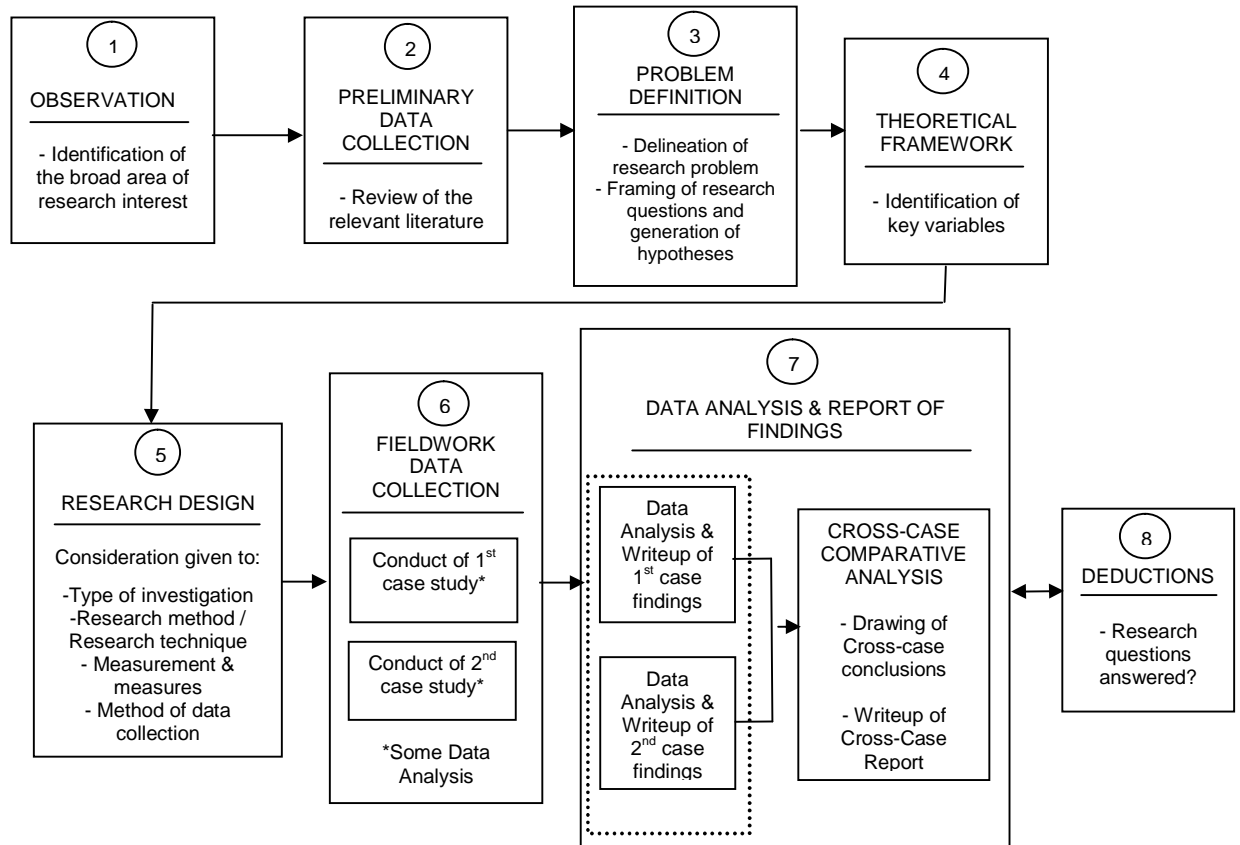 1
OBSERVATION
- Identification of
the broad area of
research interest
2
PRELIMINARY
DATA
COLLECTION
- Review of the
relevant literature
3
PROBLEM
DEFINITION
- Delineation of
research problem
- Framing of research
questions and
generation of
hypotheses
4
THEORETICAL
FRAMEWORK
- Identification of
key variables
5
RESEARCH DESIGN
Consideration given to:
-Type of investigation
-Research method /
Research technique
- Measurement &
measures
- Method of data
collection
6
FIELDWORK
DATA
COLLECTION
Conduct of 1st
case study*
Conduct of 2nd
case study*
*Some Data
Analysis
7
DATA ANALYSIS & REPORT OF
FINDINGS
Data
Analysis &
Writeup of
1st case
findings
Data
Analysis &
Writeup of
2nd case
findings
CROSS-CASE
COMPARATIVE
ANALYSIS
- Drawing of
Cross-case
conclusions
- Writeup of
Cross-Case
Report
8
DEDUCTIONS
- Research
questions
answered?